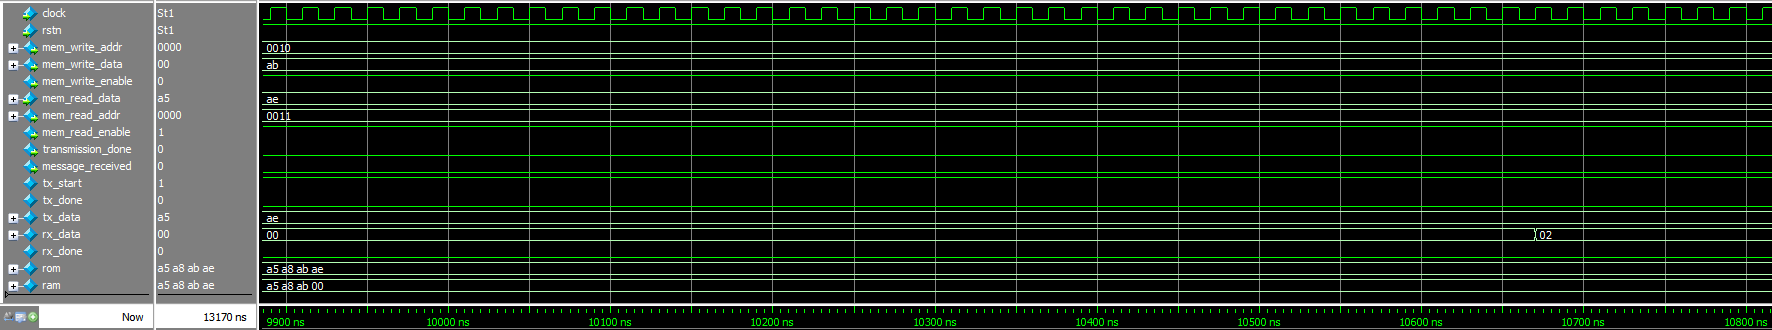 clock St1
rstn St1
mem_write_addr 0000 0010
mem_write_data 00 ab
mem_write_enable 0
mem_read_data a5 ae
mem_read_addr 0000 0011
mem_read_enable 1
transmission_done 0
message_received 0
tx_start 1
tx_done 0
tx_data a5 ae
rx_data 00 00 02
rx_done 0
rom a5 a8 ab ae a5 a8 ab ae
ram a5 a8 ab ae a5 a8 ab 00
Now 13170 ns 9900 ns 10000 ns 10100 ns 10200 ns 10300 ns 10400 ns 10500 ns 10600 ns 10700 ns 10800 ns